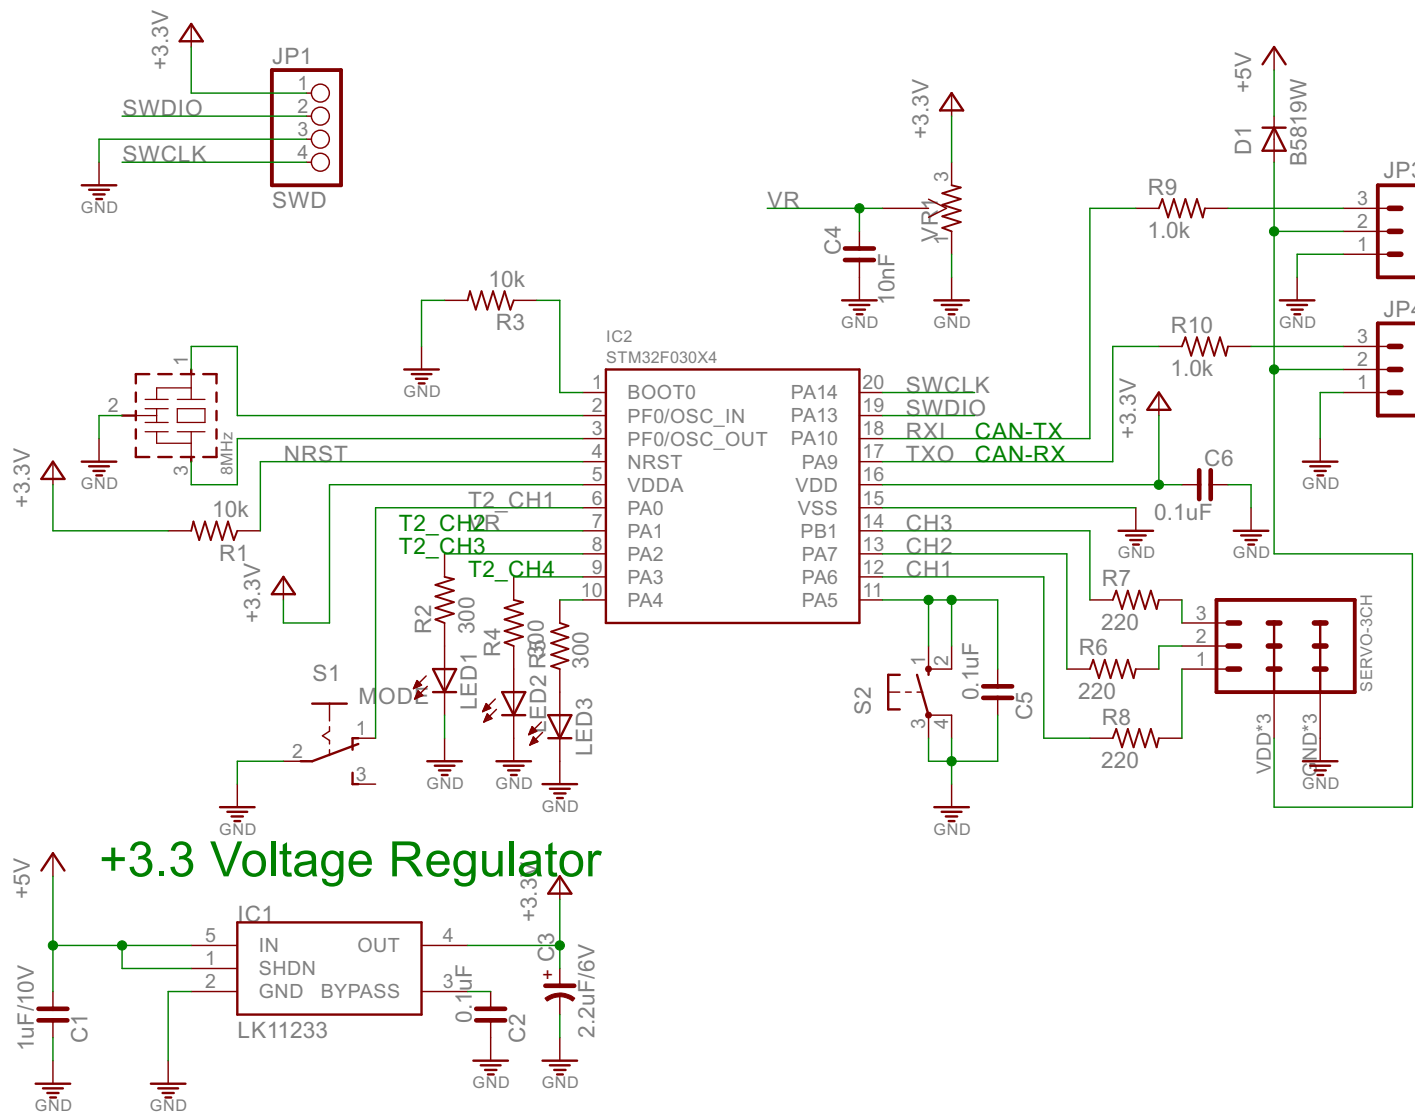 +3.3V
JP1
1
SWDIO
2
3
SWCLK
4
GND
SWD
+3.3V
VR
3
VR1
1
C4
10nF
GND
GND
+5V
D1
B5819W
JP3
R9
1.0k
3
2
1
GND
JP4
R10
1.0k
3
2
1
GND
10k
R3
GND
IC2
STM32F030X4
1
BOOT0
PA14
20
SWCLK
2
PF0/OSC_IN
PA13
19
SWDIO
3
PF0/OSC_OUT
PA10
18
RXI
CAN-TX
4
NRST
PA9
17
TXO
CAN-RX
5
VDDA
VDD
16
6
PA0
VSS
15
7
PA1
PB1
14
CH3
8
PA2
PA7
13
CH2
9
PA3
PA6
12
CH1
10
PA4
PA5
11
1
2
3
8MHz
GND
NRST
+3.3V
10k
R1
+3.3V
T2_CH1
T2_CH2
VR
T2_CH3
T2_CH4
R2
300
LED1
GND
R4
300
LED2
GND
R5
300
LED3
GND
S1
MODE
1
2
3
GND
+3.3V
C6
0.1uF
GND
GND
R7
220
R6
220
R8
220
3
2
1
SERVO-3CH
VDD*3
GND*3
GND
S2
1
2
3
4
0.1uF
C5
GND
+3.3 Voltage Regulator
+5V
+3.3V
IC1
5
IN
OUT
4
1
SHDN
2
GND
BYPASS
3
LK11233
1uF/10V
C1
GND
GND
0.1uF
C2
GND
C3
+
2.2uF/6V
GND